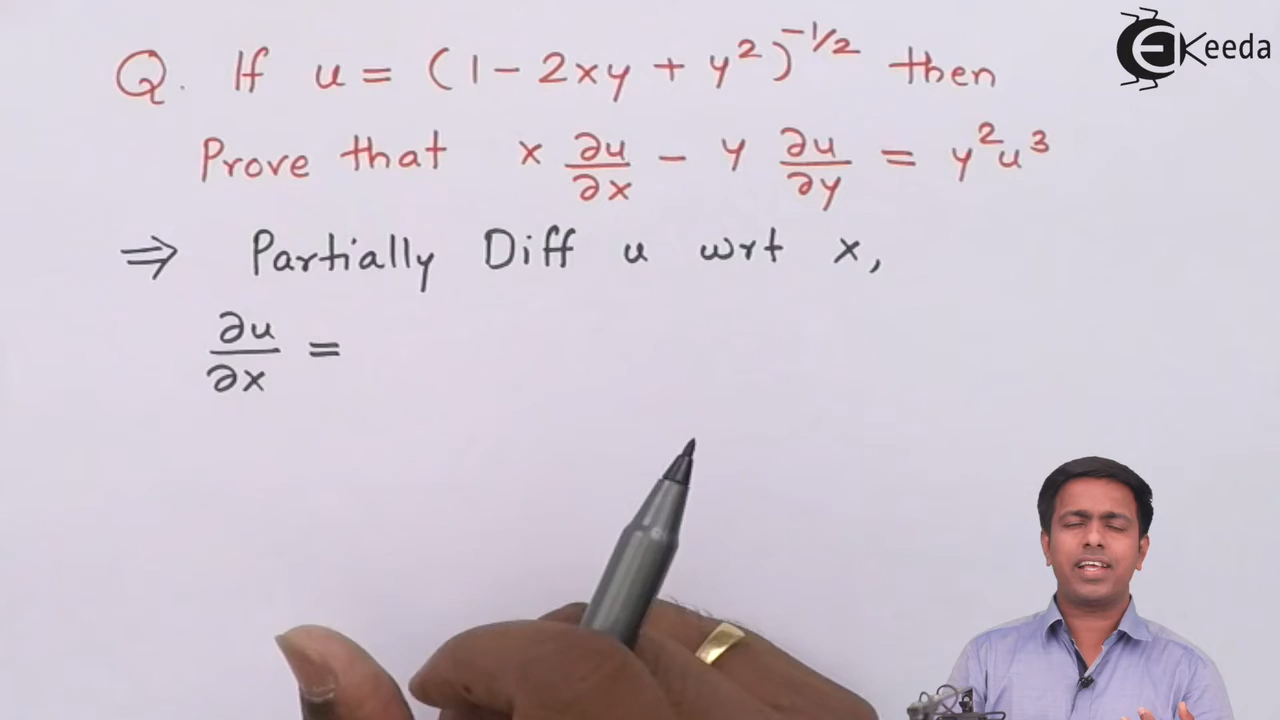 Q. If u = (1 - 2xy + y²)^-1/2 then
Prove that x ∂u/∂x - y ∂u/∂y = y²u³
⇒ Partially Diff u wrt x,
∂u/∂x =
EKeeda